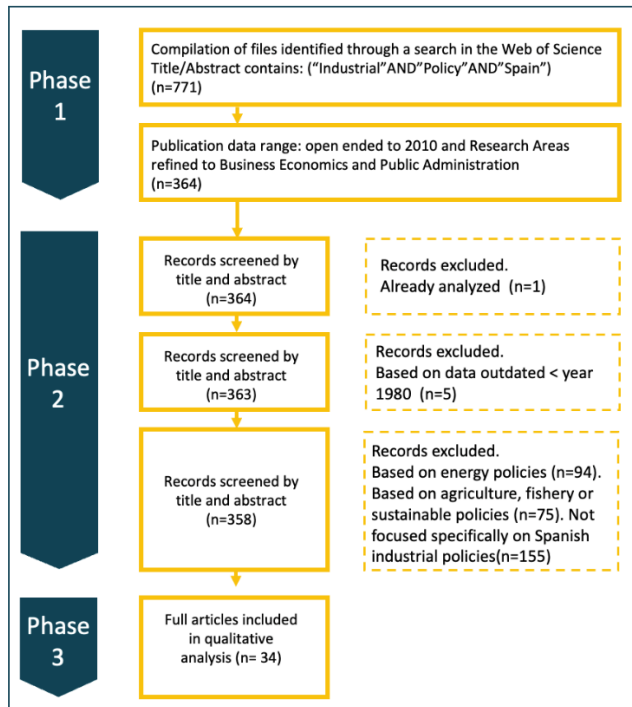 Phase
1
Compilation of files identified through a search in the Web of Science
Title/Abstract contains: (“Industrial”AND”Policy”AND”Spain”)
(n=771)
Publication data range: open ended to 2010 and Research Areas
refined to Business Economics and Public Administration
(n=364)
Phase
2
Records screened by
title and abstract
(n=364)
Records excluded.
Already analyzed (n=1)
Records screened by
title and abstract
(n=363)
Records excluded.
Based on data outdated < year
1980 (n=5)
Records screened by
title and abstract
(n=358)
Records excluded.
Based on energy policies (n=94).
Based on agriculture, fishery or
sustainable policies (n=75). Not
focused specifically on Spanish
industrial policies(n=155)
Phase
3
Full articles included
in qualitative
analysis (n= 34)